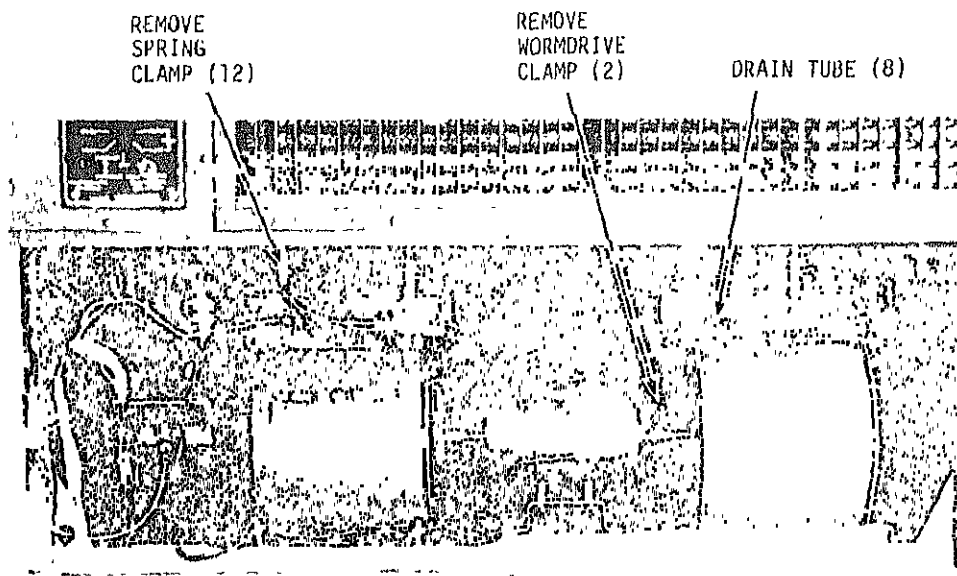 REMOVE
SPRING
CLAMP (12)
REMOVE
WORMDRIVE
CLAMP (2)
DRAIN TUBE (8)